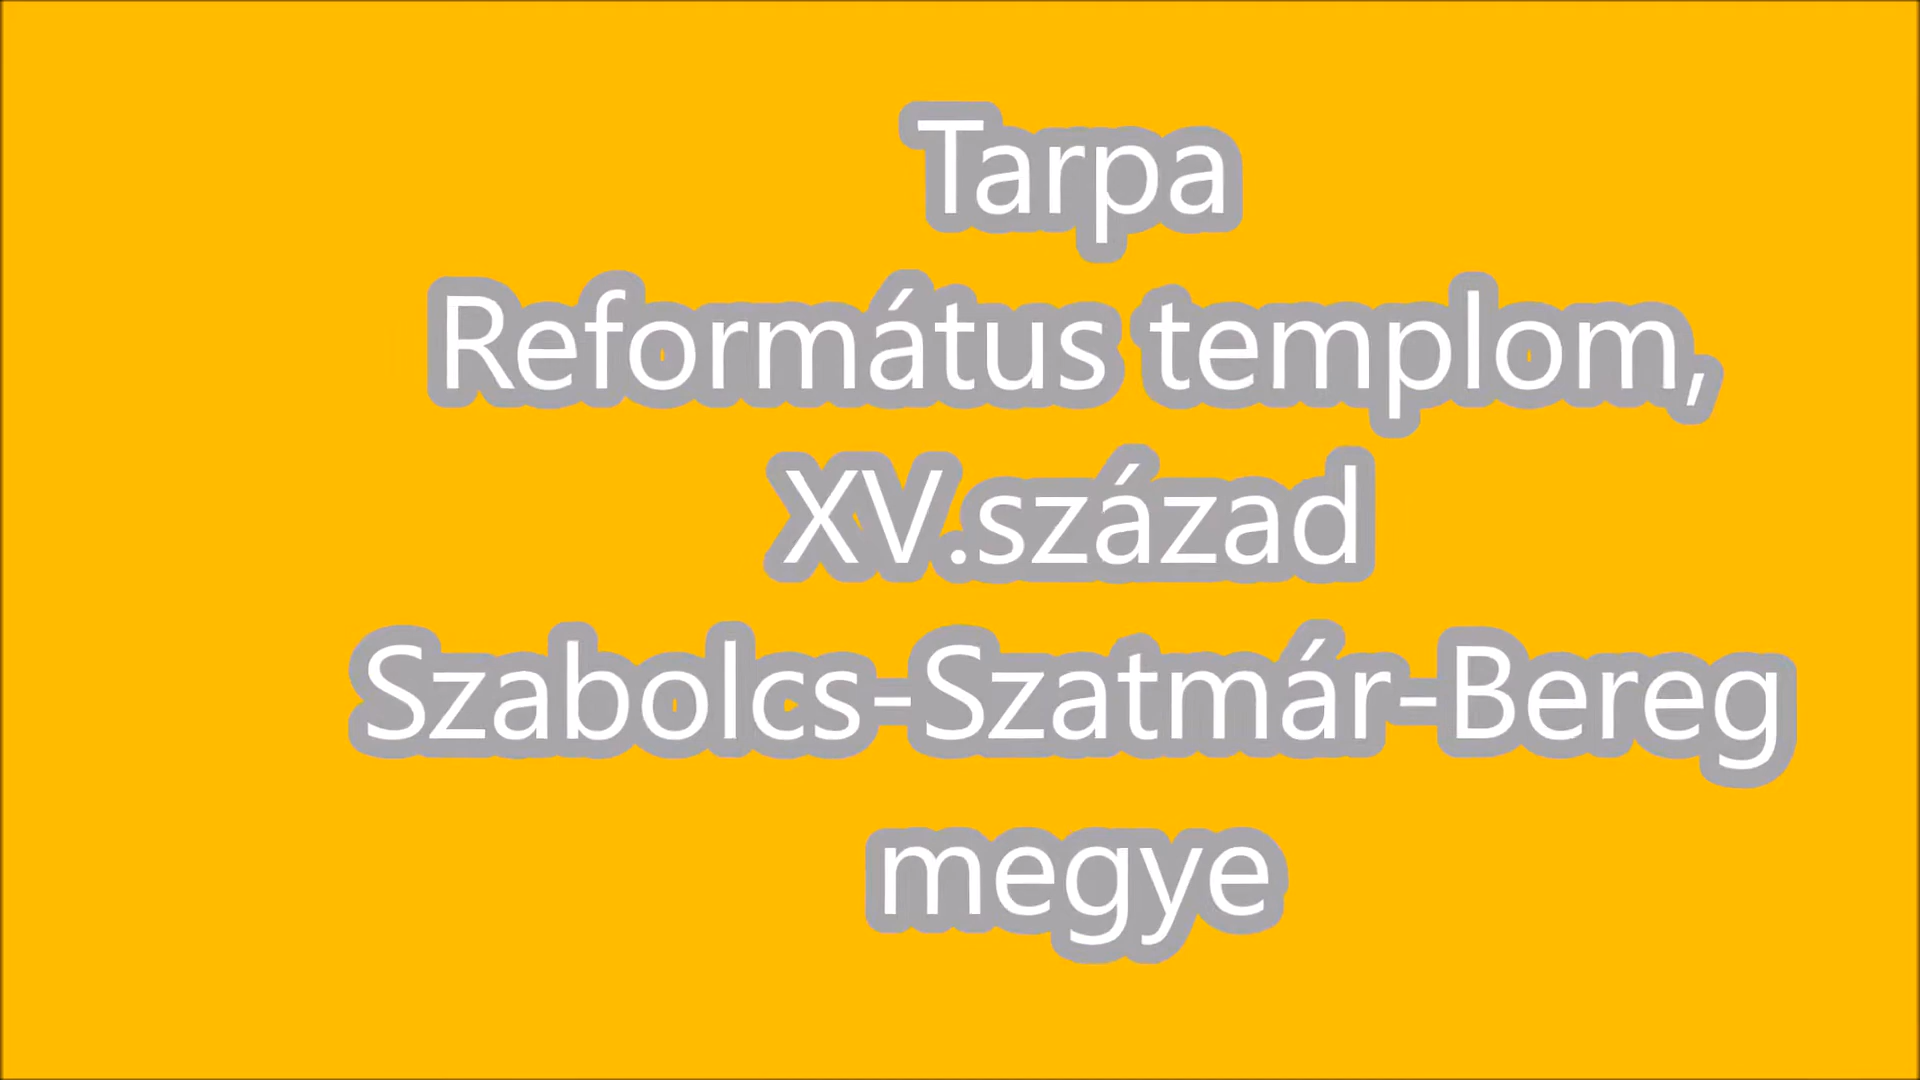 Tarpa
Református templom,
XV.század
Szabolcs-Szatmár-Bereg
megye